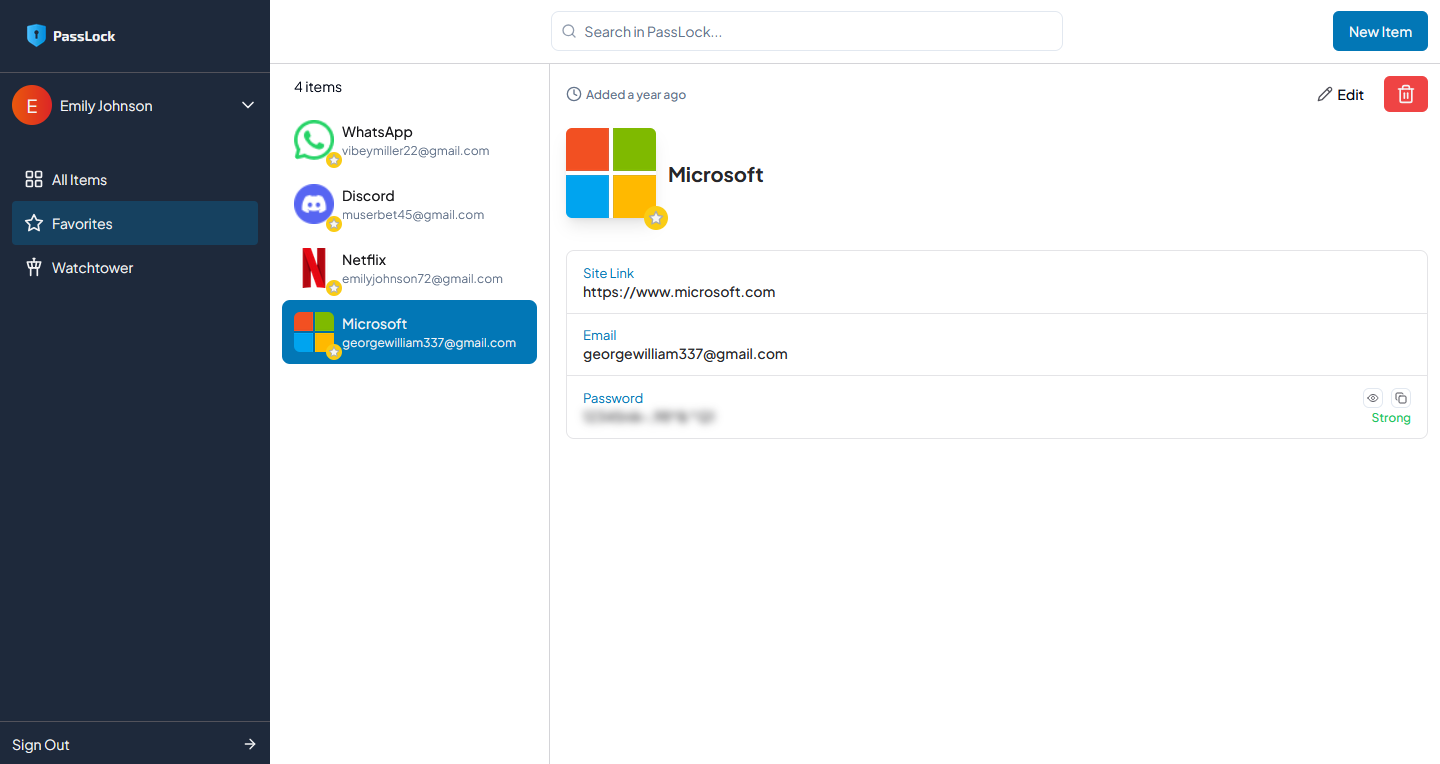 PassLock
Search in PassLock...
New Item
E
Emily Johnson
All Items
Favorites
Watchtower
Sign Out
4 items
WhatsApp
vibeymiller22@gmail.com
Discord
muserbet45@gmail.com
Netflix
emilyjohnson72@gmail.com
Microsoft
georgewilliam337@gmail.com
Added a year ago
Edit
Microsoft
Site Link
https://www.microsoft.com
Email
georgewilliam337@gmail.com
Password
Strong